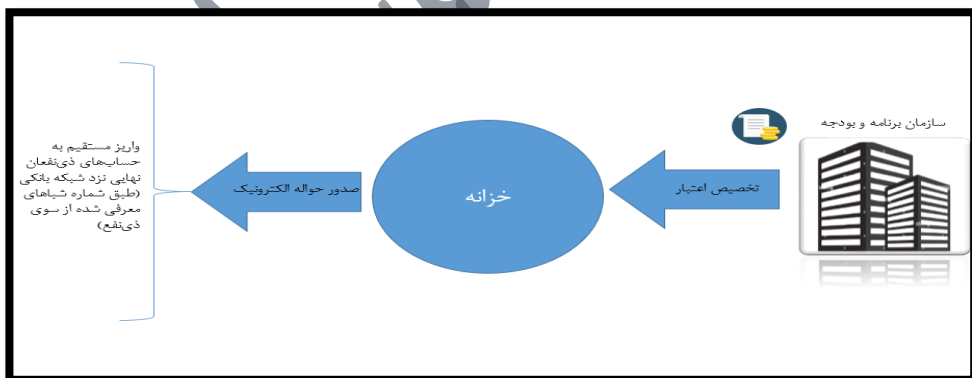 سازمان برنامه و بودجه
تخصیص اعتبار
خزانه
صدور حواله الکترونیک
واریز مستقیم به
حساب‌های ذی‌نفعان
نهایی نزد شبکه بانکی
(طبق شماره شباهای
معرفی شده از سوی
ذی‌نفع)